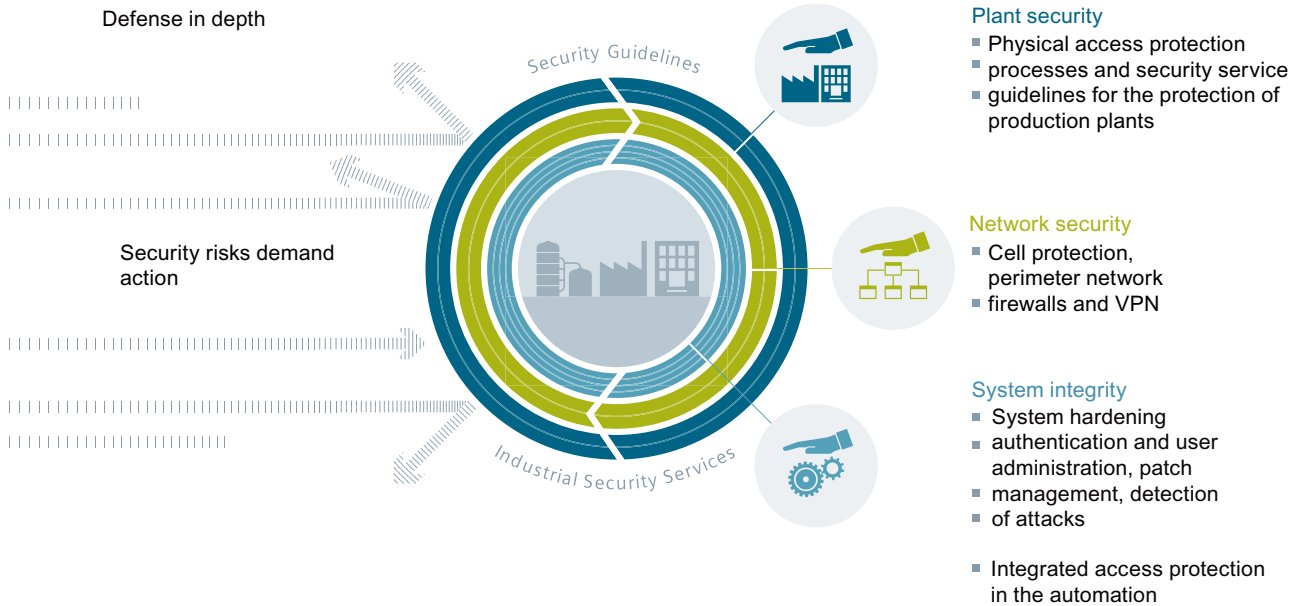 Defense in depth
Security risks demand
action
Security Guidelines
Industrial Security Services
Plant security
Physical access protection
processes and security service
guidelines for the protection of
production plants
Network security
Cell protection,
perimeter network
firewalls and VPN
System integrity
System hardening
authentication and user
administration, patch
management, detection
of attacks
Integrated access protection
in the automation